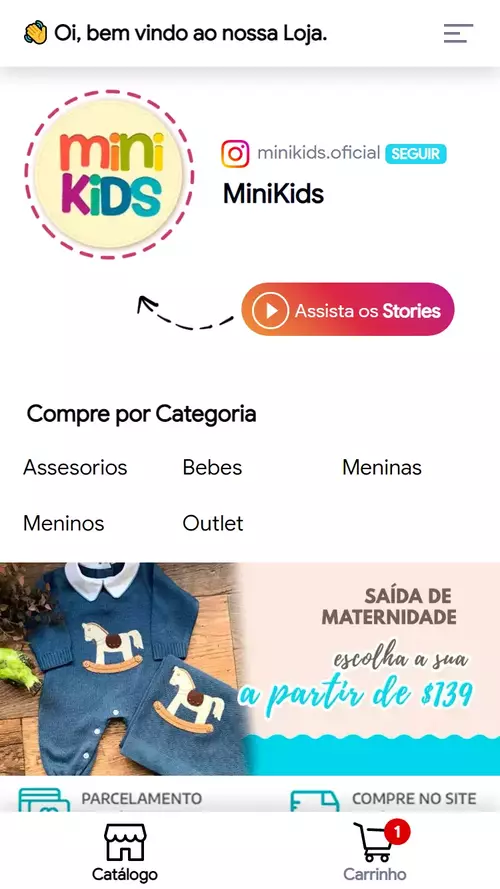 Oi, bem vindo ao nossa Loja.
mini
KiDS
minikids.oficial SEGUIR
MiniKids
Assista os Stories
Compre por Categoria
Assesorios Bebes Meninas
Meninos Outlet
SAÍDA DE
MATERNIDADE
escolha a sua
a partir de $139
PARCELAMENTO COMPRE NO SITE
1
Catálogo Carrinho